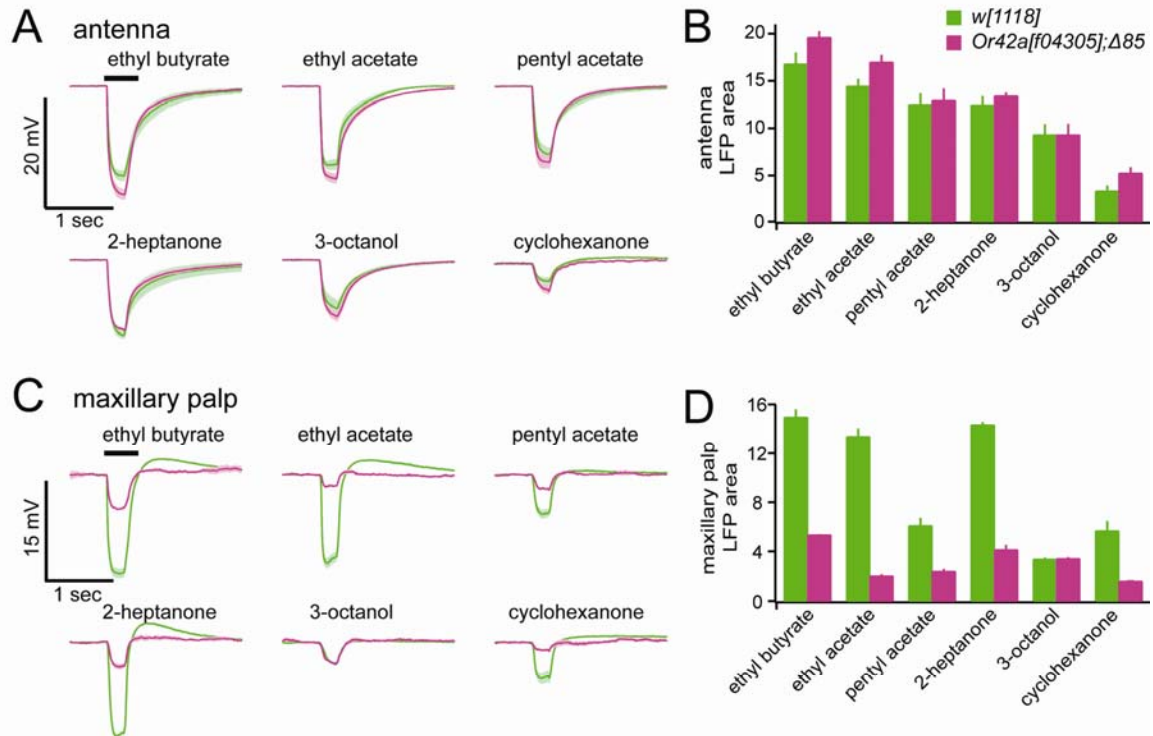 A antenna
ethyl butyrate
ethyl acetate
pentyl acetate
20 mV
1 sec
2-heptanone
3-octanol
cyclohexanone
B
w[1118]
Or42a[f04305];Δ85
antenna
LFP area
20
15
10
5
0
ethyl butyrate
ethyl acetate
pentyl acetate
2-heptanone
3-octanol
cyclohexanone
C maxillary palp
ethyl butyrate
ethyl acetate
pentyl acetate
15 mV
1 sec
2-heptanone
3-octanol
cyclohexanone
D
maxillary palp
LFP area
16
12
8
4
0
ethyl butyrate
ethyl acetate
pentyl acetate
2-heptanone
3-octanol
cyclohexanone